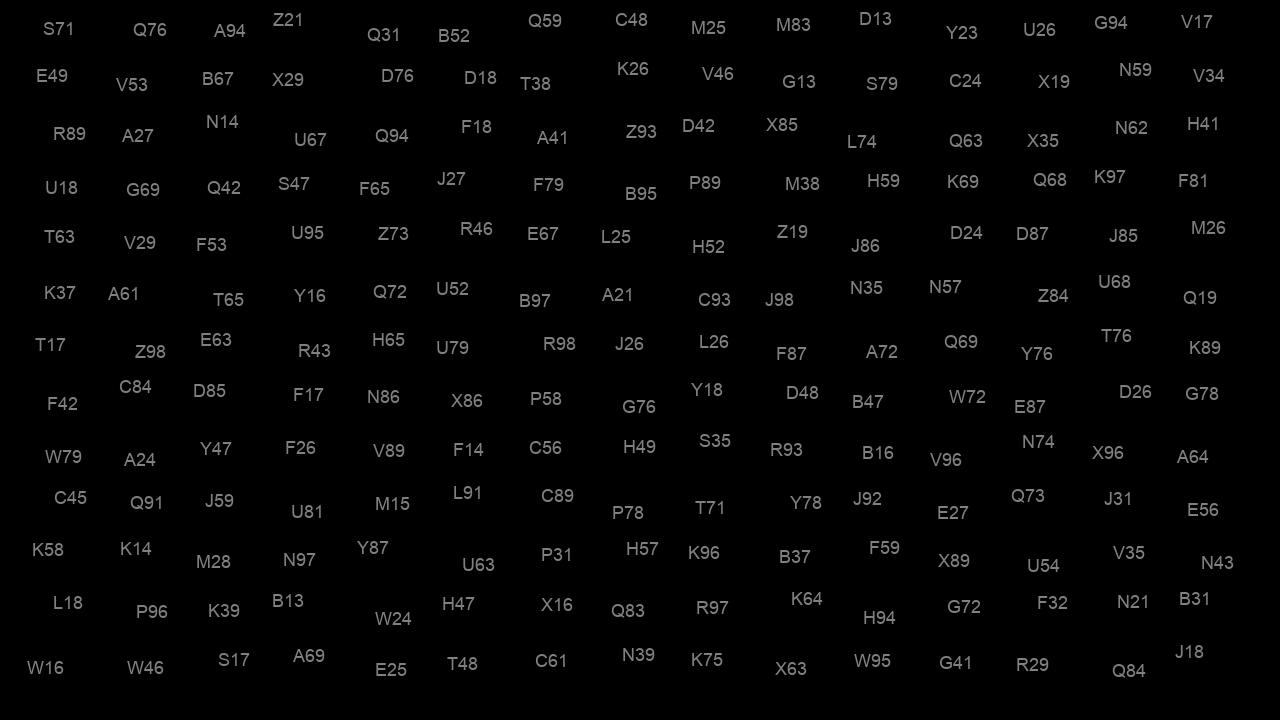 S71 Q76 A94 Z21 Q31 B52 Q59 C48 M25 M83 D13 Y23 U26 G94 V17
E49 V53 B67 X29 D76 D18 T38 K26 V46 G13 S79 C24 X19 N59 V34
R89 A27 N14 U67 Q94 F18 A41 Z93 D42 X85 L74 Q63 X35 N62 H41
U18 G69 Q42 S47 F65 J27 F79 B95 P89 M38 H59 K69 Q68 K97 F81
T63 V29 F53 U95 Z73 R46 E67 L25 H52 Z19 J86 D24 D87 J85 M26
K37 A61 T65 Y16 Q72 U52 B97 A21 C93 J98 N35 N57 Z84 U68 Q19
T17 Z98 E63 R43 H65 U79 R98 J26 L26 F87 A72 Q69 Y76 T76 K89
F42 C84 D85 F17 N86 X86 P58 G76 Y18 D48 B47 W72 E87 D26 G78
W79 A24 Y47 F26 V89 F14 C56 H49 S35 R93 B16 V96 N74 X96 A64
C45 Q91 J59 U81 M15 L91 C89 P78 T71 Y78 J92 E27 Q73 J31 E56
K58 K14 M28 N97 Y87 U63 P31 H57 K96 B37 F59 X89 U54 V35 N43
L18 P96 K39 B13 W24 H47 X16 Q83 R97 K64 H94 G72 F32 N21 B31
W16 W46 S17 A69 E25 T48 C61 N39 K75 X63 W95 G41 R29 Q84 J18